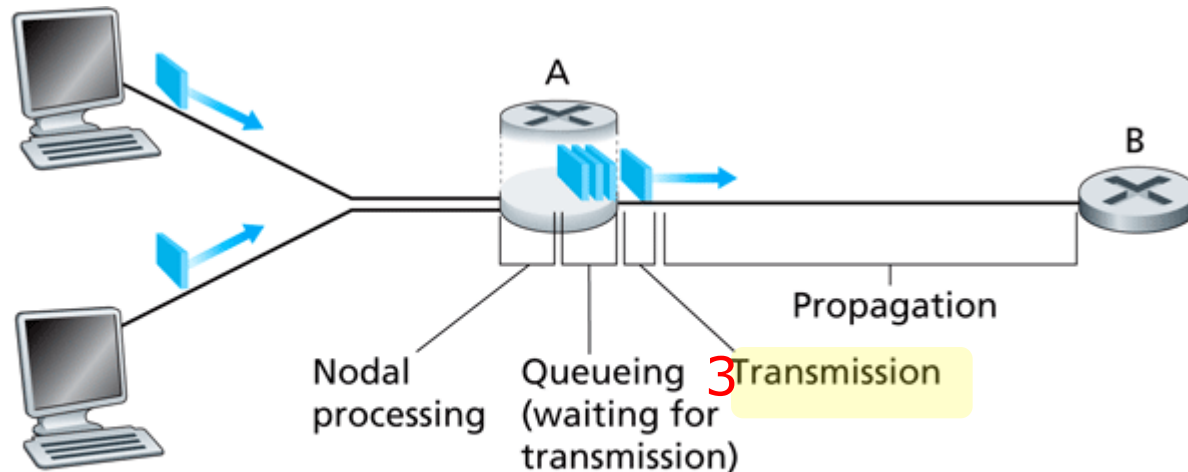 A
B
Propagation
Nodal
processing
Queueing
(waiting for
transmission)
3
Transmission